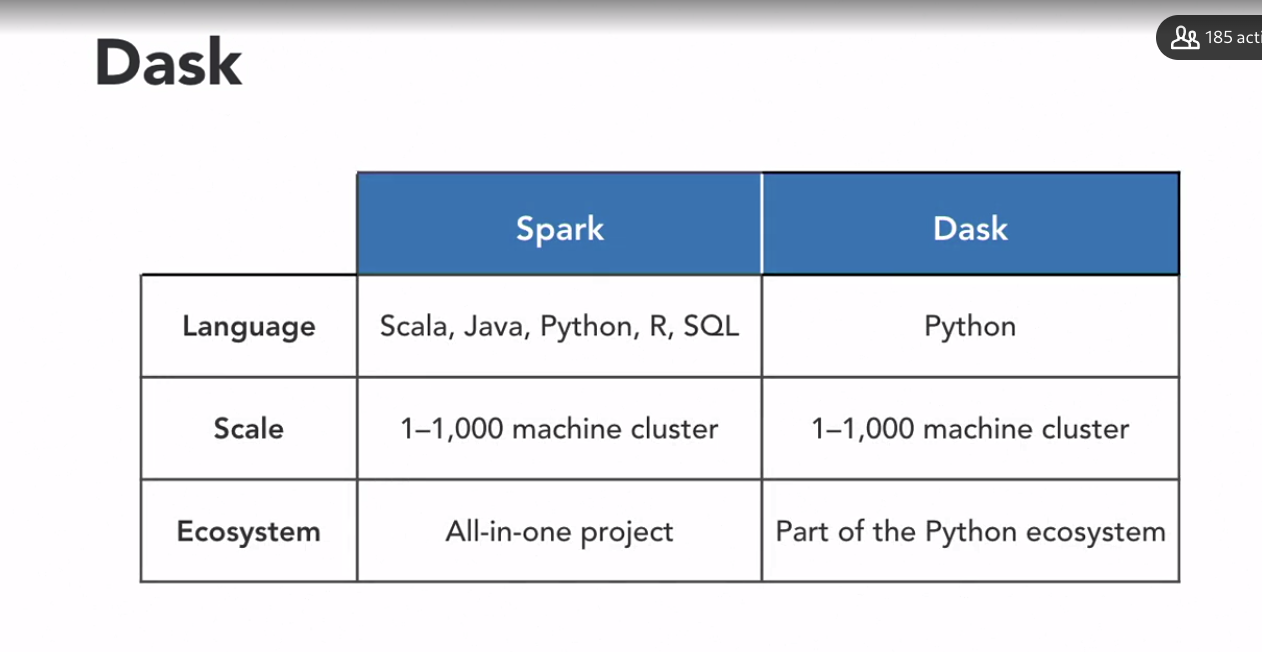 Dask
185 acti
Spark Dask
Language Scala, Java, Python, R, SQL Python
Scale 1–1,000 machine cluster 1–1,000 machine cluster
Ecosystem All-in-one project Part of the Python ecosystem